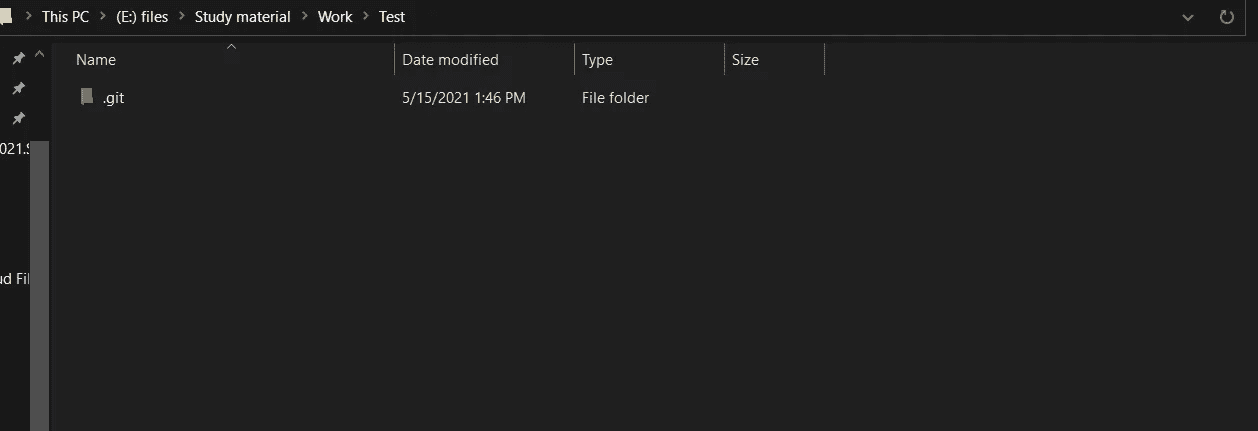 This PC > (E:) files > Study material > Work > Test
Name Date modified Type Size
.git 5/15/2021 1:46 PM File folder
021.S
ud Fil